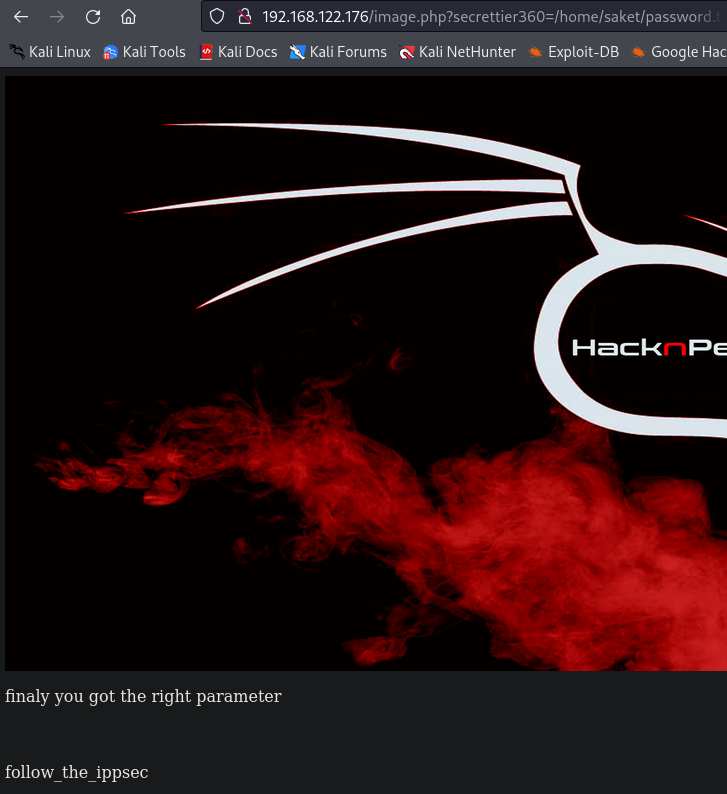 192.168.122.176/image.php?secrettier360=/home/saket/password.t
Kali Linux Kali Tools Kali Docs Kali Forums Kali NetHunter Exploit-DB Google Hac
HacknPe
finaly you got the right parameter
follow_the_ippsec